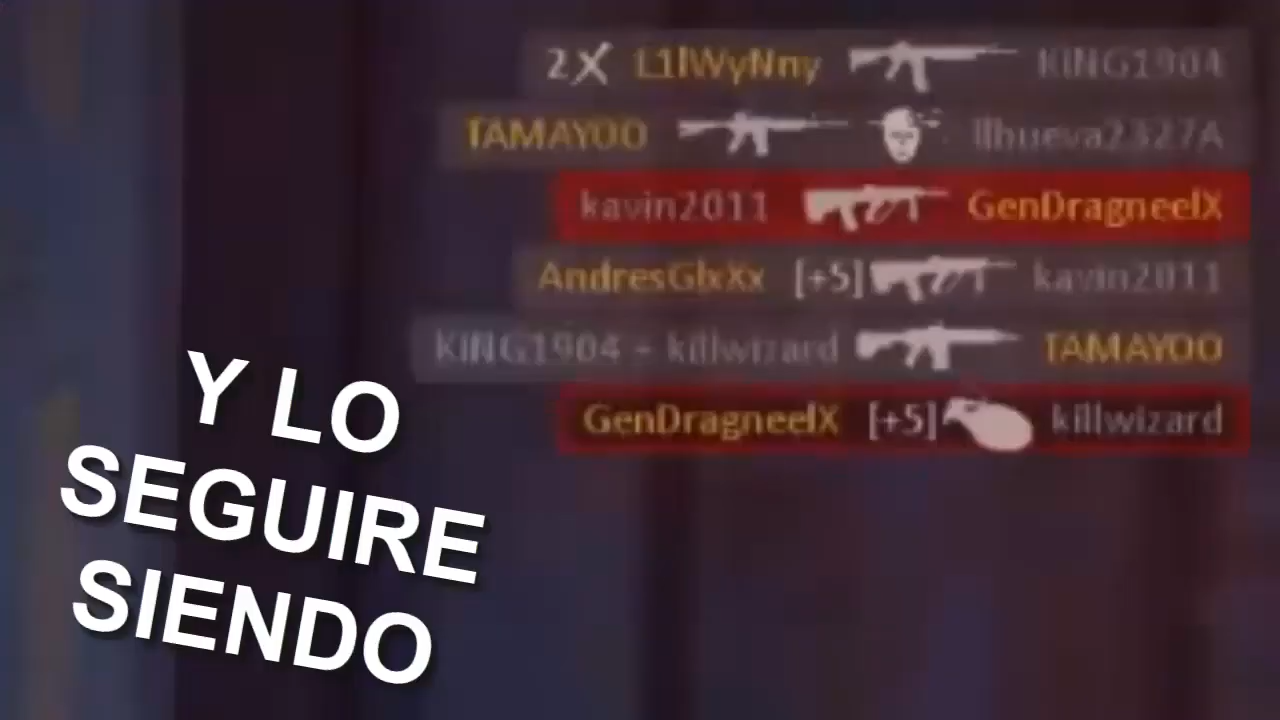 2X L1lWyNny KING1904
TAMAYOO llhueva2327A
kavin2011 GenDragneelX
AndresGlxXx [+5] kavin2011
KING1904 + killwizard TAMAYOO
GenDragneelX [+5] killwizard
Y LO
SEGUIRE
SIENDO